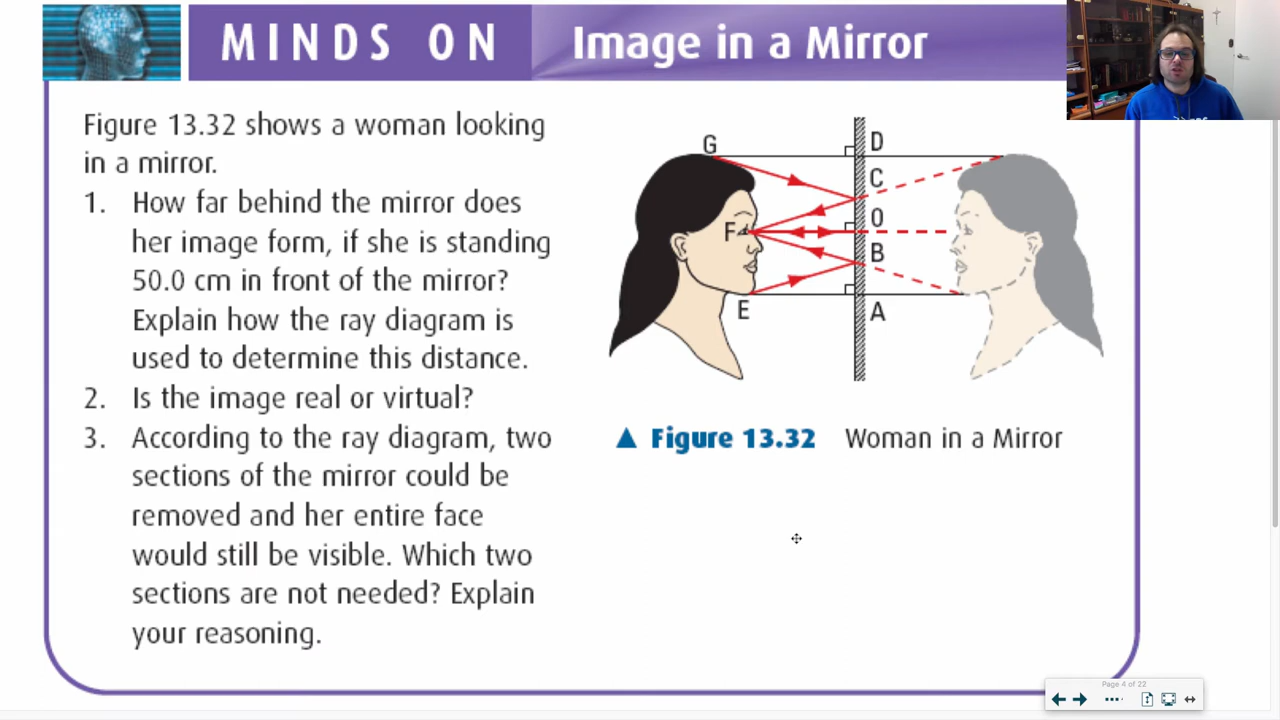 MINDS ON Image in a Mirror
Figure 13.32 shows a woman looking
in a mirror.
1. How far behind the mirror does
her image form, if she is standing
50.0 cm in front of the mirror?
Explain how the ray diagram is
used to determine this distance.
2. Is the image real or virtual?
3. According to the ray diagram, two
sections of the mirror could be
removed and her entire face
would still be visible. Which two
sections are not needed? Explain
your reasoning.
G
D
C
O
F
B
E
A
▲ Figure 13.32 Woman in a Mirror
Page 4 of 22